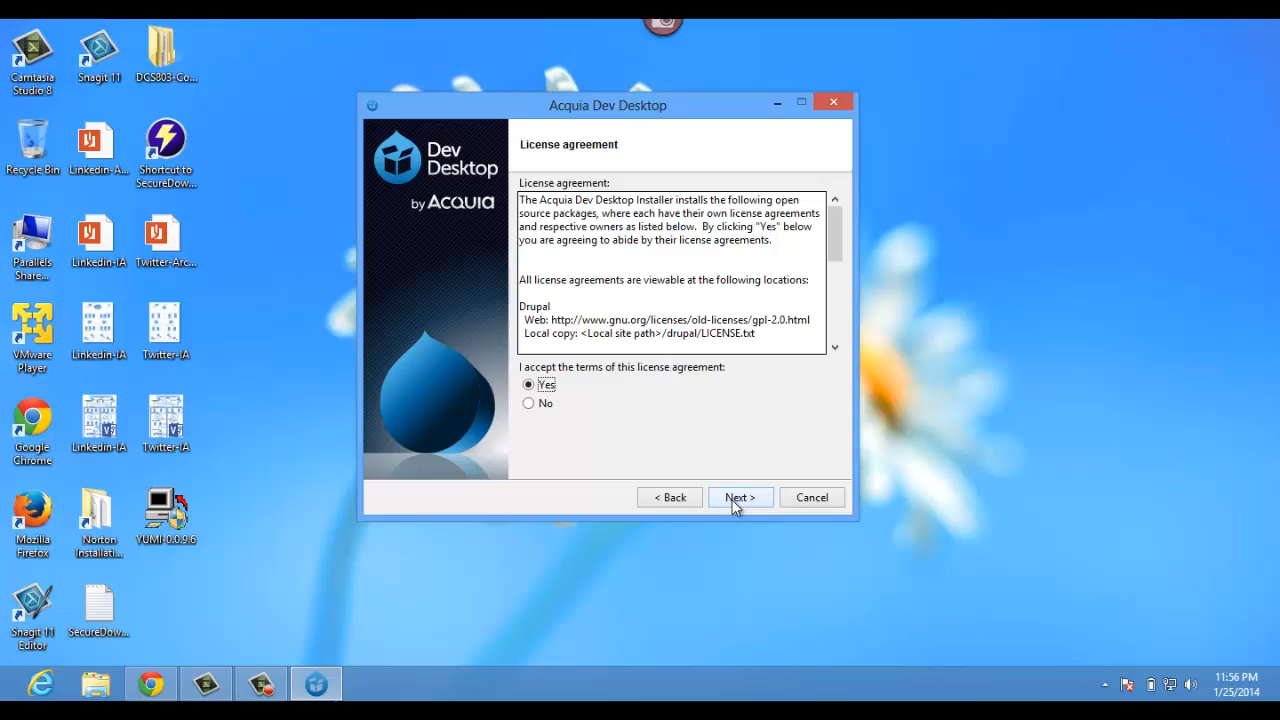 Camtasia
Studio 8
Snagit 11
DCS803-Co...
Recycle Bin
Linkedin-A...
Shortcut to
SecureDow...
Parallels
Share...
Linkedin-IA
Twitter-Arc...
VMware
Player
Linkedin-IA
Twitter-IA
Google
Chrome
Linkedin-IA
Twitter-IA
Mozilla
Firefox
Norton
Installati...
YUMI-0.0.9.6
Snagit 11
Editor
SecureDow...
Acquia Dev Desktop
Dev
Desktop
by ACQUIA
License agreement
License agreement:
The Acquia Dev Desktop Installer installs the following open
source packages, where each have their own license agreements
and respective owners as listed below.  By clicking "Yes" below
you are agreeing to abide by their license agreements.
All license agreements are viewable at the following locations:
Drupal
Web: http://www.gnu.org/licenses/old-licenses/gpl-2.0.html
Local copy: <Local site path>/drupal/LICENSE.txt
I accept the terms of this license agreement:
Yes
No
< Back
Next >
Cancel
11:56 PM
1/25/2014